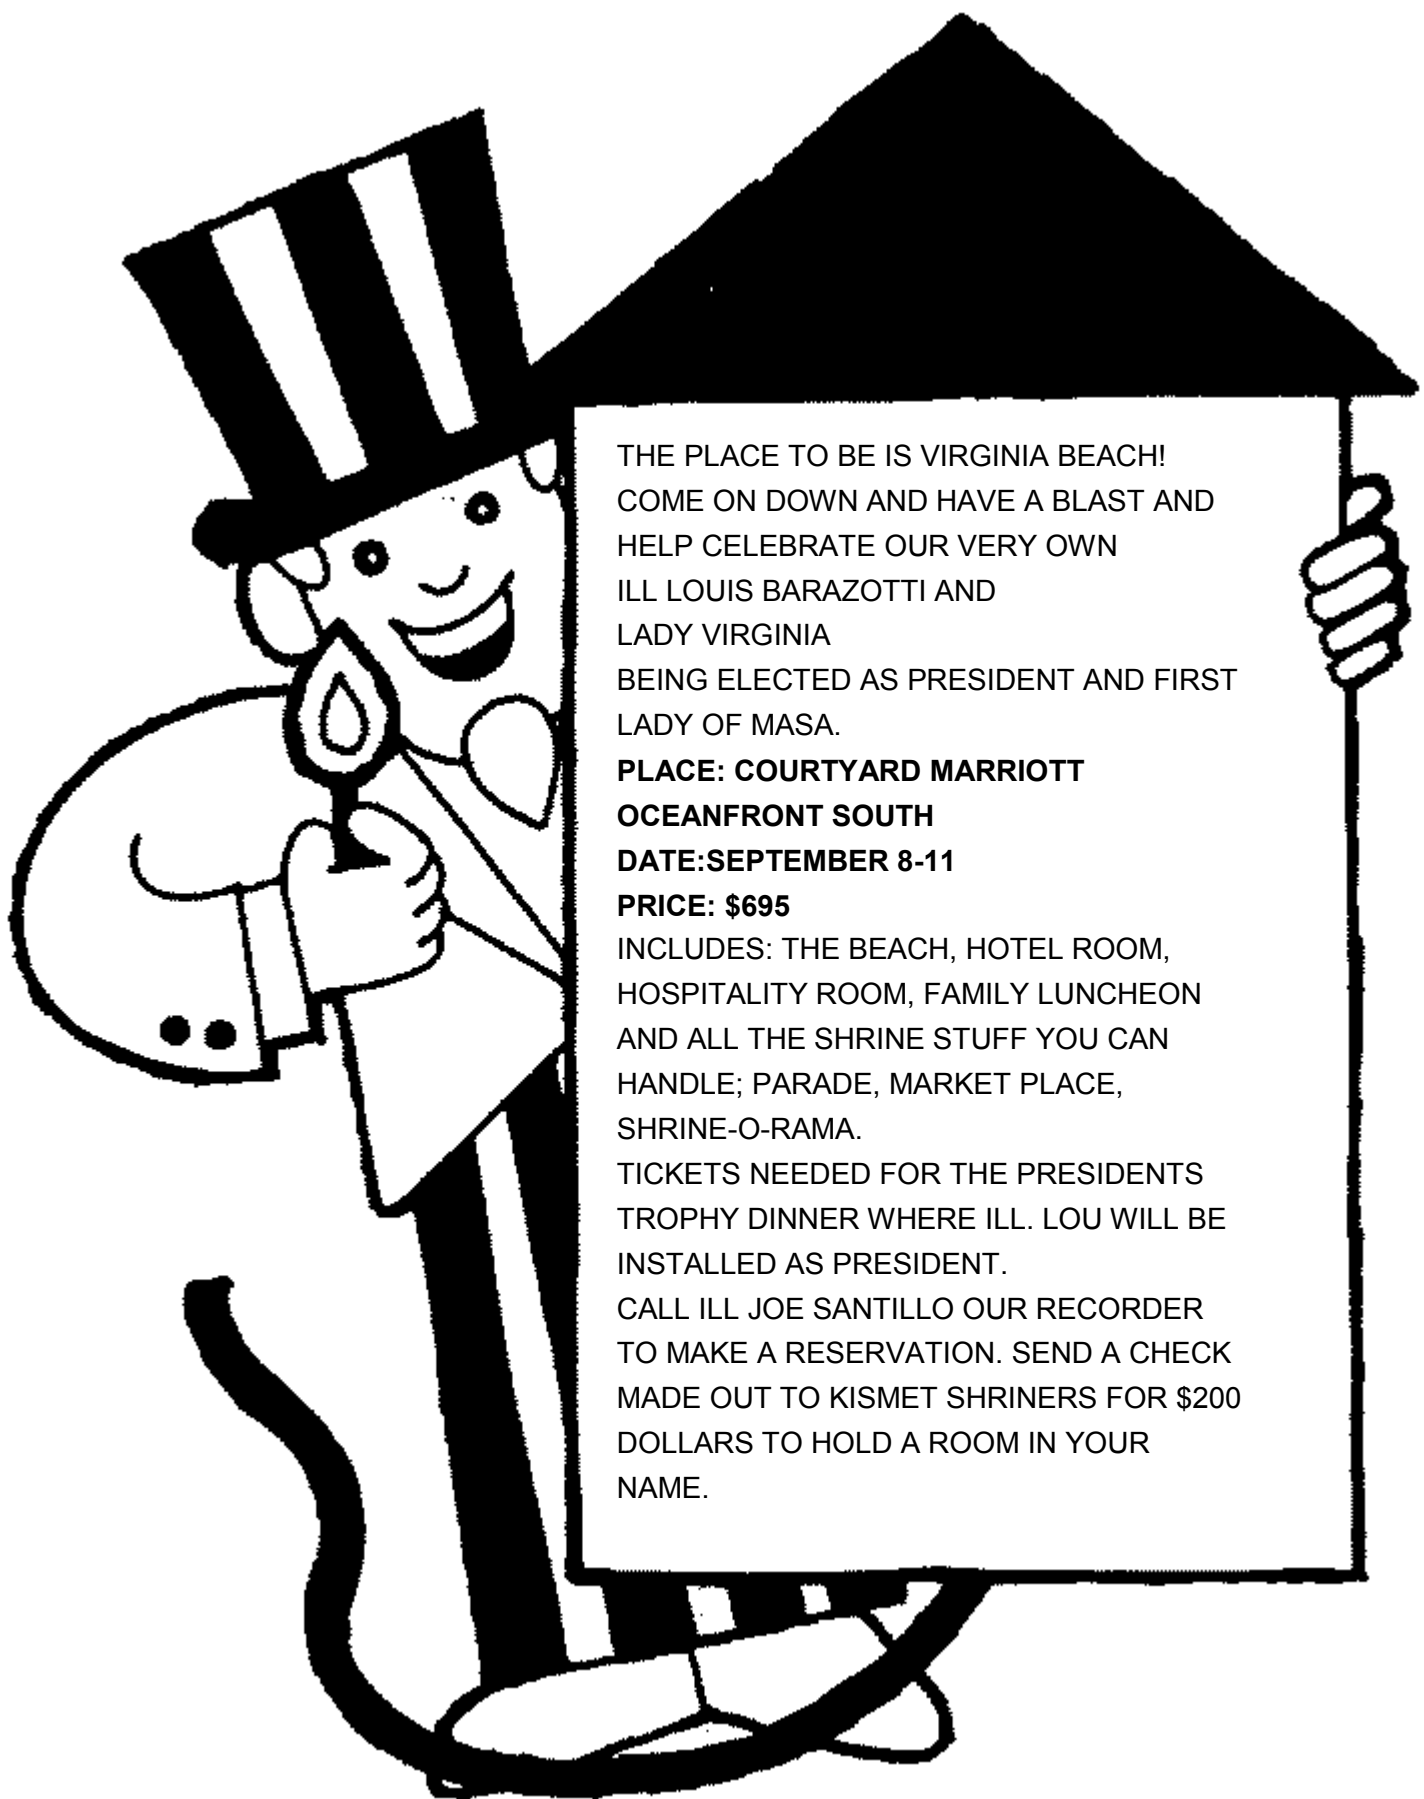 THE PLACE TO BE IS VIRGINIA BEACH!
COME ON DOWN AND HAVE A BLAST AND
HELP CELEBRATE OUR VERY OWN
ILL LOUIS BARAZOTTI AND
LADY VIRGINIA
BEING ELECTED AS PRESIDENT AND FIRST
LADY OF MASA.
PLACE: COURTYARD MARRIOTT
OCEANFRONT SOUTH
DATE:SEPTEMBER 8-11
PRICE: $695
INCLUDES: THE BEACH, HOTEL ROOM,
HOSPITALITY ROOM, FAMILY LUNCHEON
AND ALL THE SHRINE STUFF YOU CAN
HANDLE; PARADE, MARKET PLACE,
SHRINE-O-RAMA.
TICKETS NEEDED FOR THE PRESIDENTS
TROPHY DINNER WHERE ILL. LOU WILL BE
INSTALLED AS PRESIDENT.
CALL ILL JOE SANTILLO OUR RECORDER
TO MAKE A RESERVATION. SEND A CHECK
MADE OUT TO KISMET SHRINERS FOR $200
DOLLARS TO HOLD A ROOM IN YOUR
NAME.